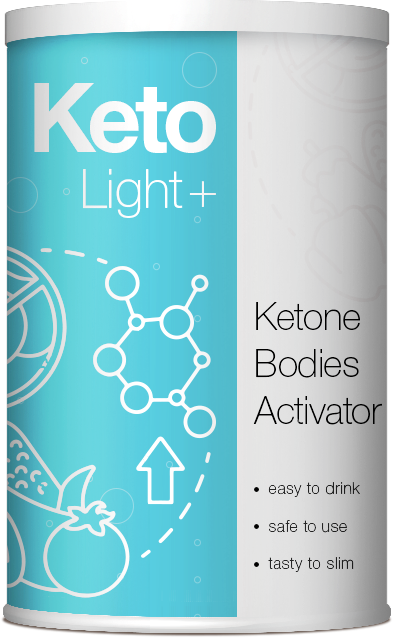 Keto
Light+
Ketone
Bodies
Activator
• easy to drink
• safe to use
• tasty to slim